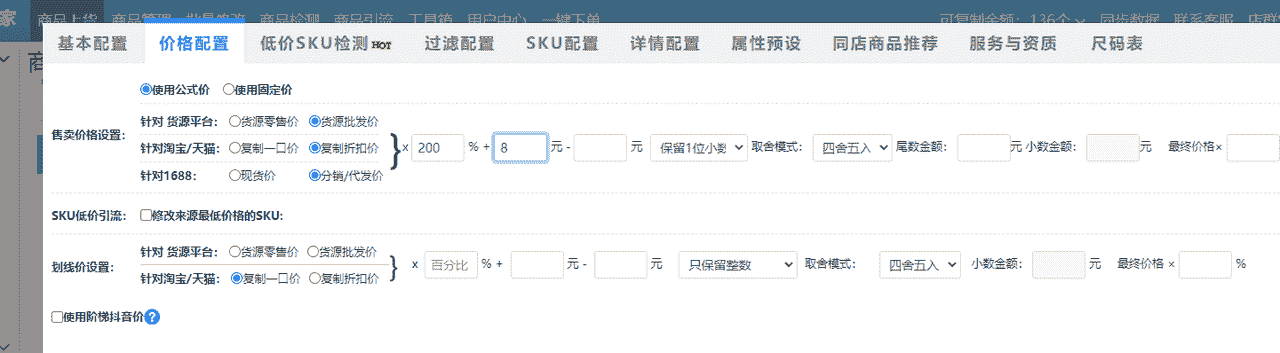 家 商品上货 商品管理 批量修改 商品检测 商品引流 工具箱 用户中心 一键下单 可复制余额：136个 同步数据 联系客服 店群
基本配置 价格配置 低价SKU检测 HOT 过滤配置 SKU配置 详情配置 属性预设 同店商品推荐 服务与资质 尺码表
使用公式价 使用固定价
售卖价格设置：
针对 货源平台： 货源零售价 货源批发价
针对淘宝/天猫： 复制一口价 复制折扣价
针对1688： 现货价 分销/代发价
x 200 % + 8 元 - 元 保留1位小数 取舍模式： 四舍五入 尾数金额： 元 小数金额： 元 最终价格×
SKU低价引流： 修改来源最低价格的SKU:
划线价设置：
针对 货源平台： 货源零售价 货源批发价
针对淘宝/天猫： 复制一口价 复制折扣价
x 百分比 % + 元 - 元 只保留整数 取舍模式： 四舍五入 小数金额： 元 最终价格 × %
使用阶梯抖音价 ?